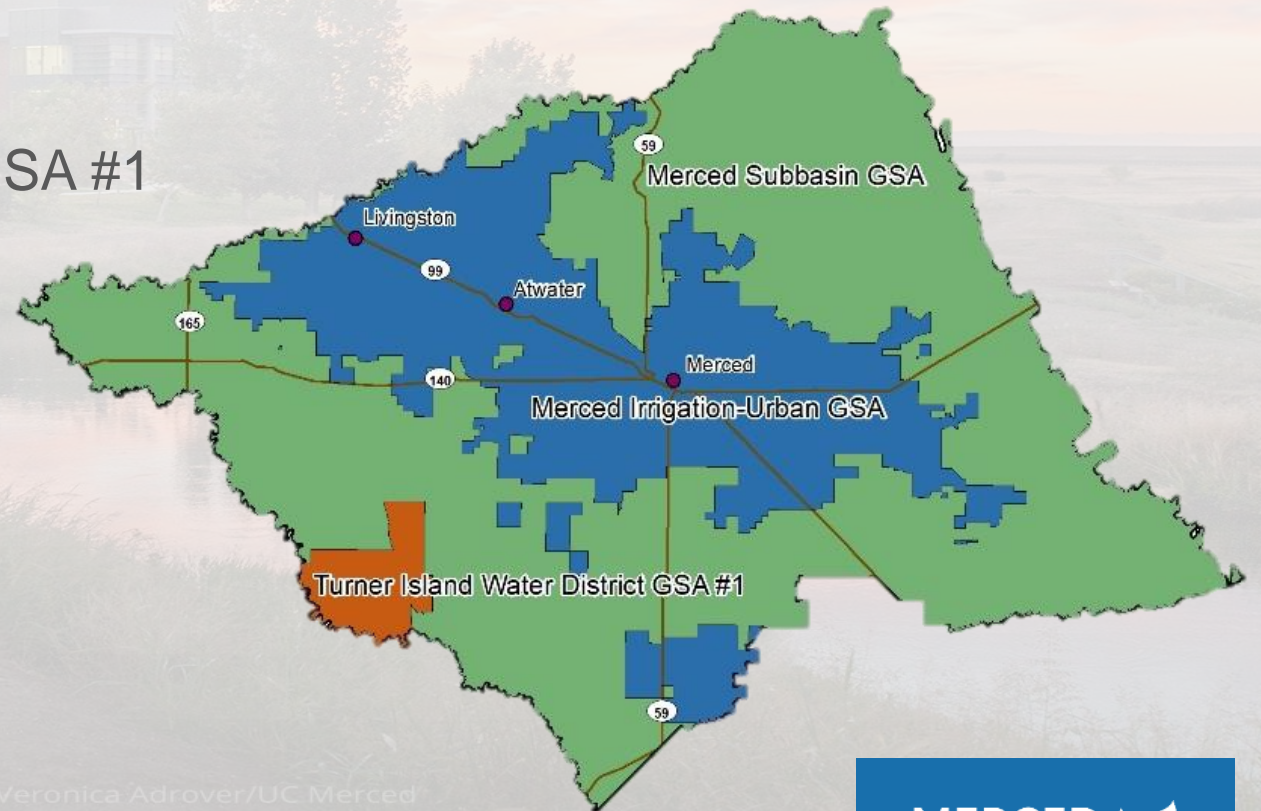 SA #1
59
Merced Subbasin GSA
Livingston
99
Atwater
165
Merced
140
Merced Irrigation-Urban GSA
Turner Island Water District GSA #1
59
Veronica Adrover/UC Merced
MERCED